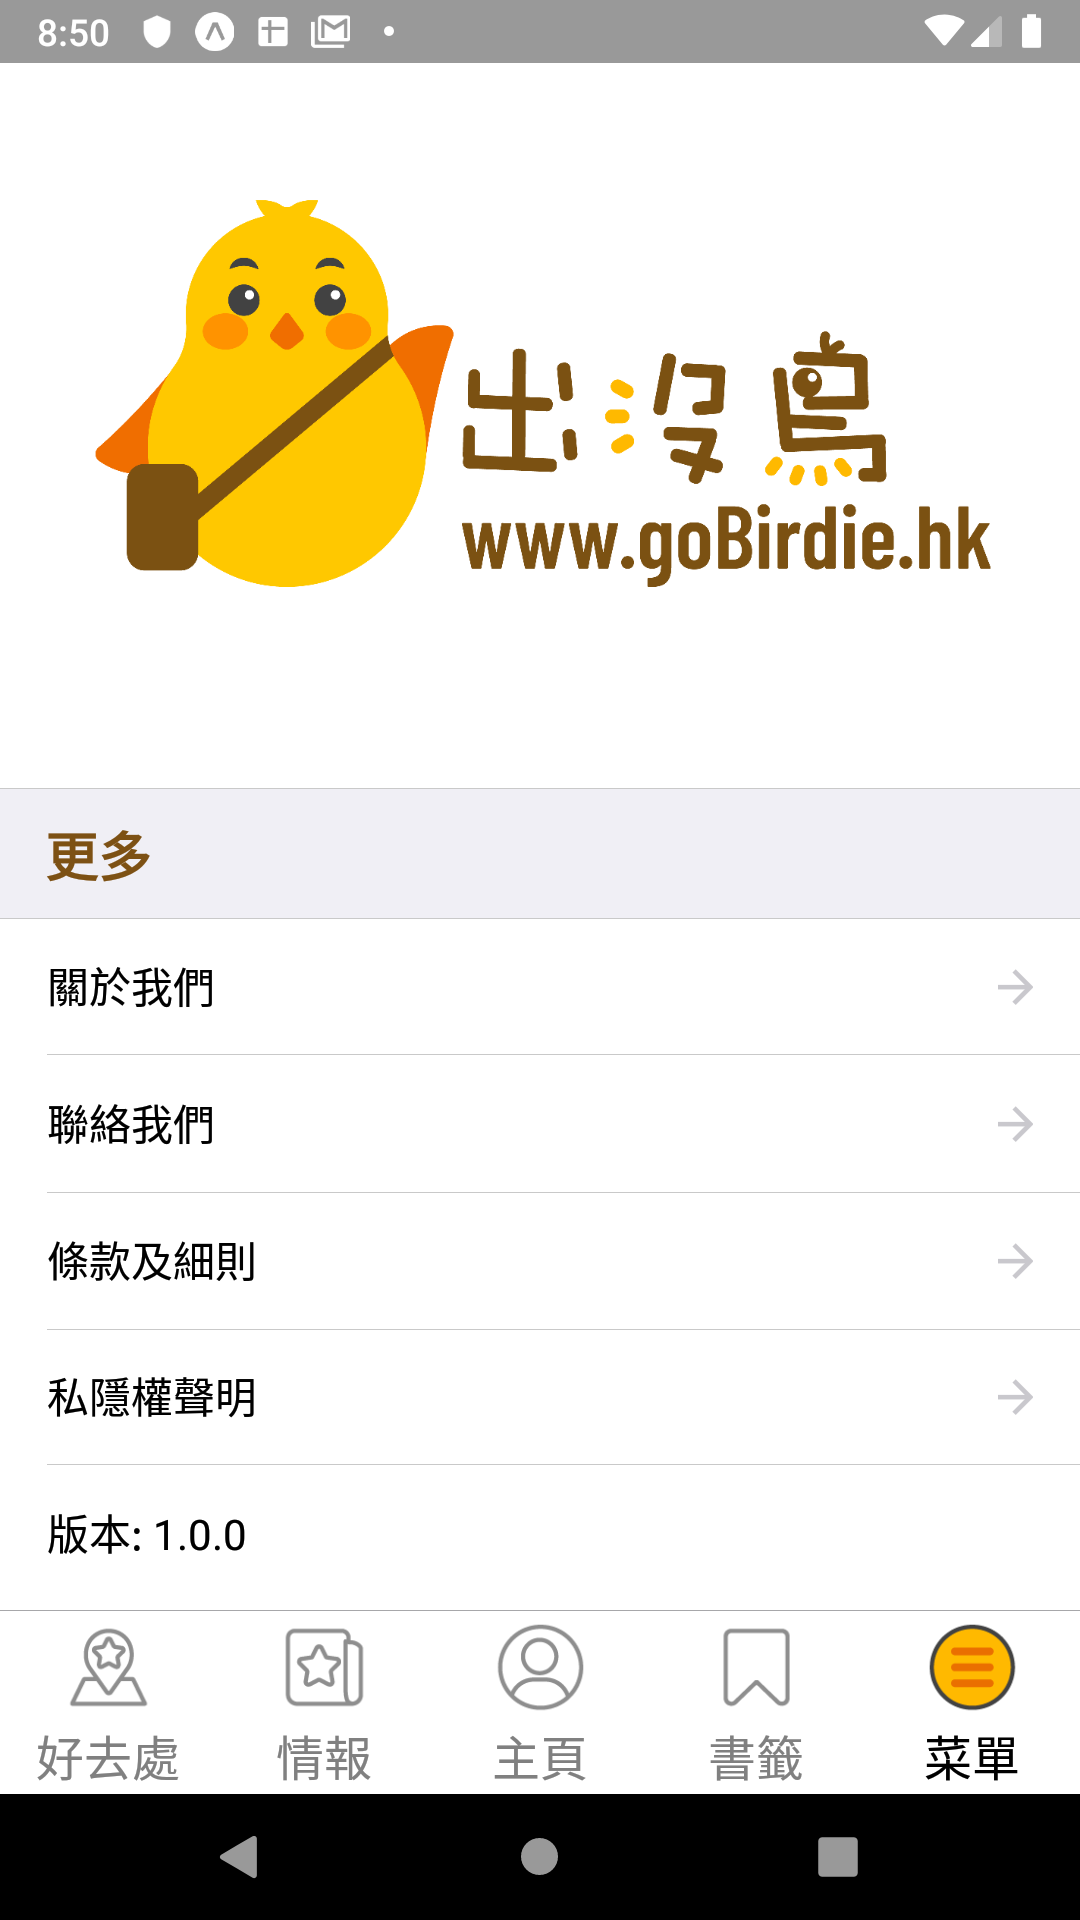 8:50
出沒鳥
www.goBirdie.hk
更多
關於我們
聯絡我們
條款及細則
私隱權聲明
版本: 1.0.0
好去處 情報 主頁 書籤 菜單